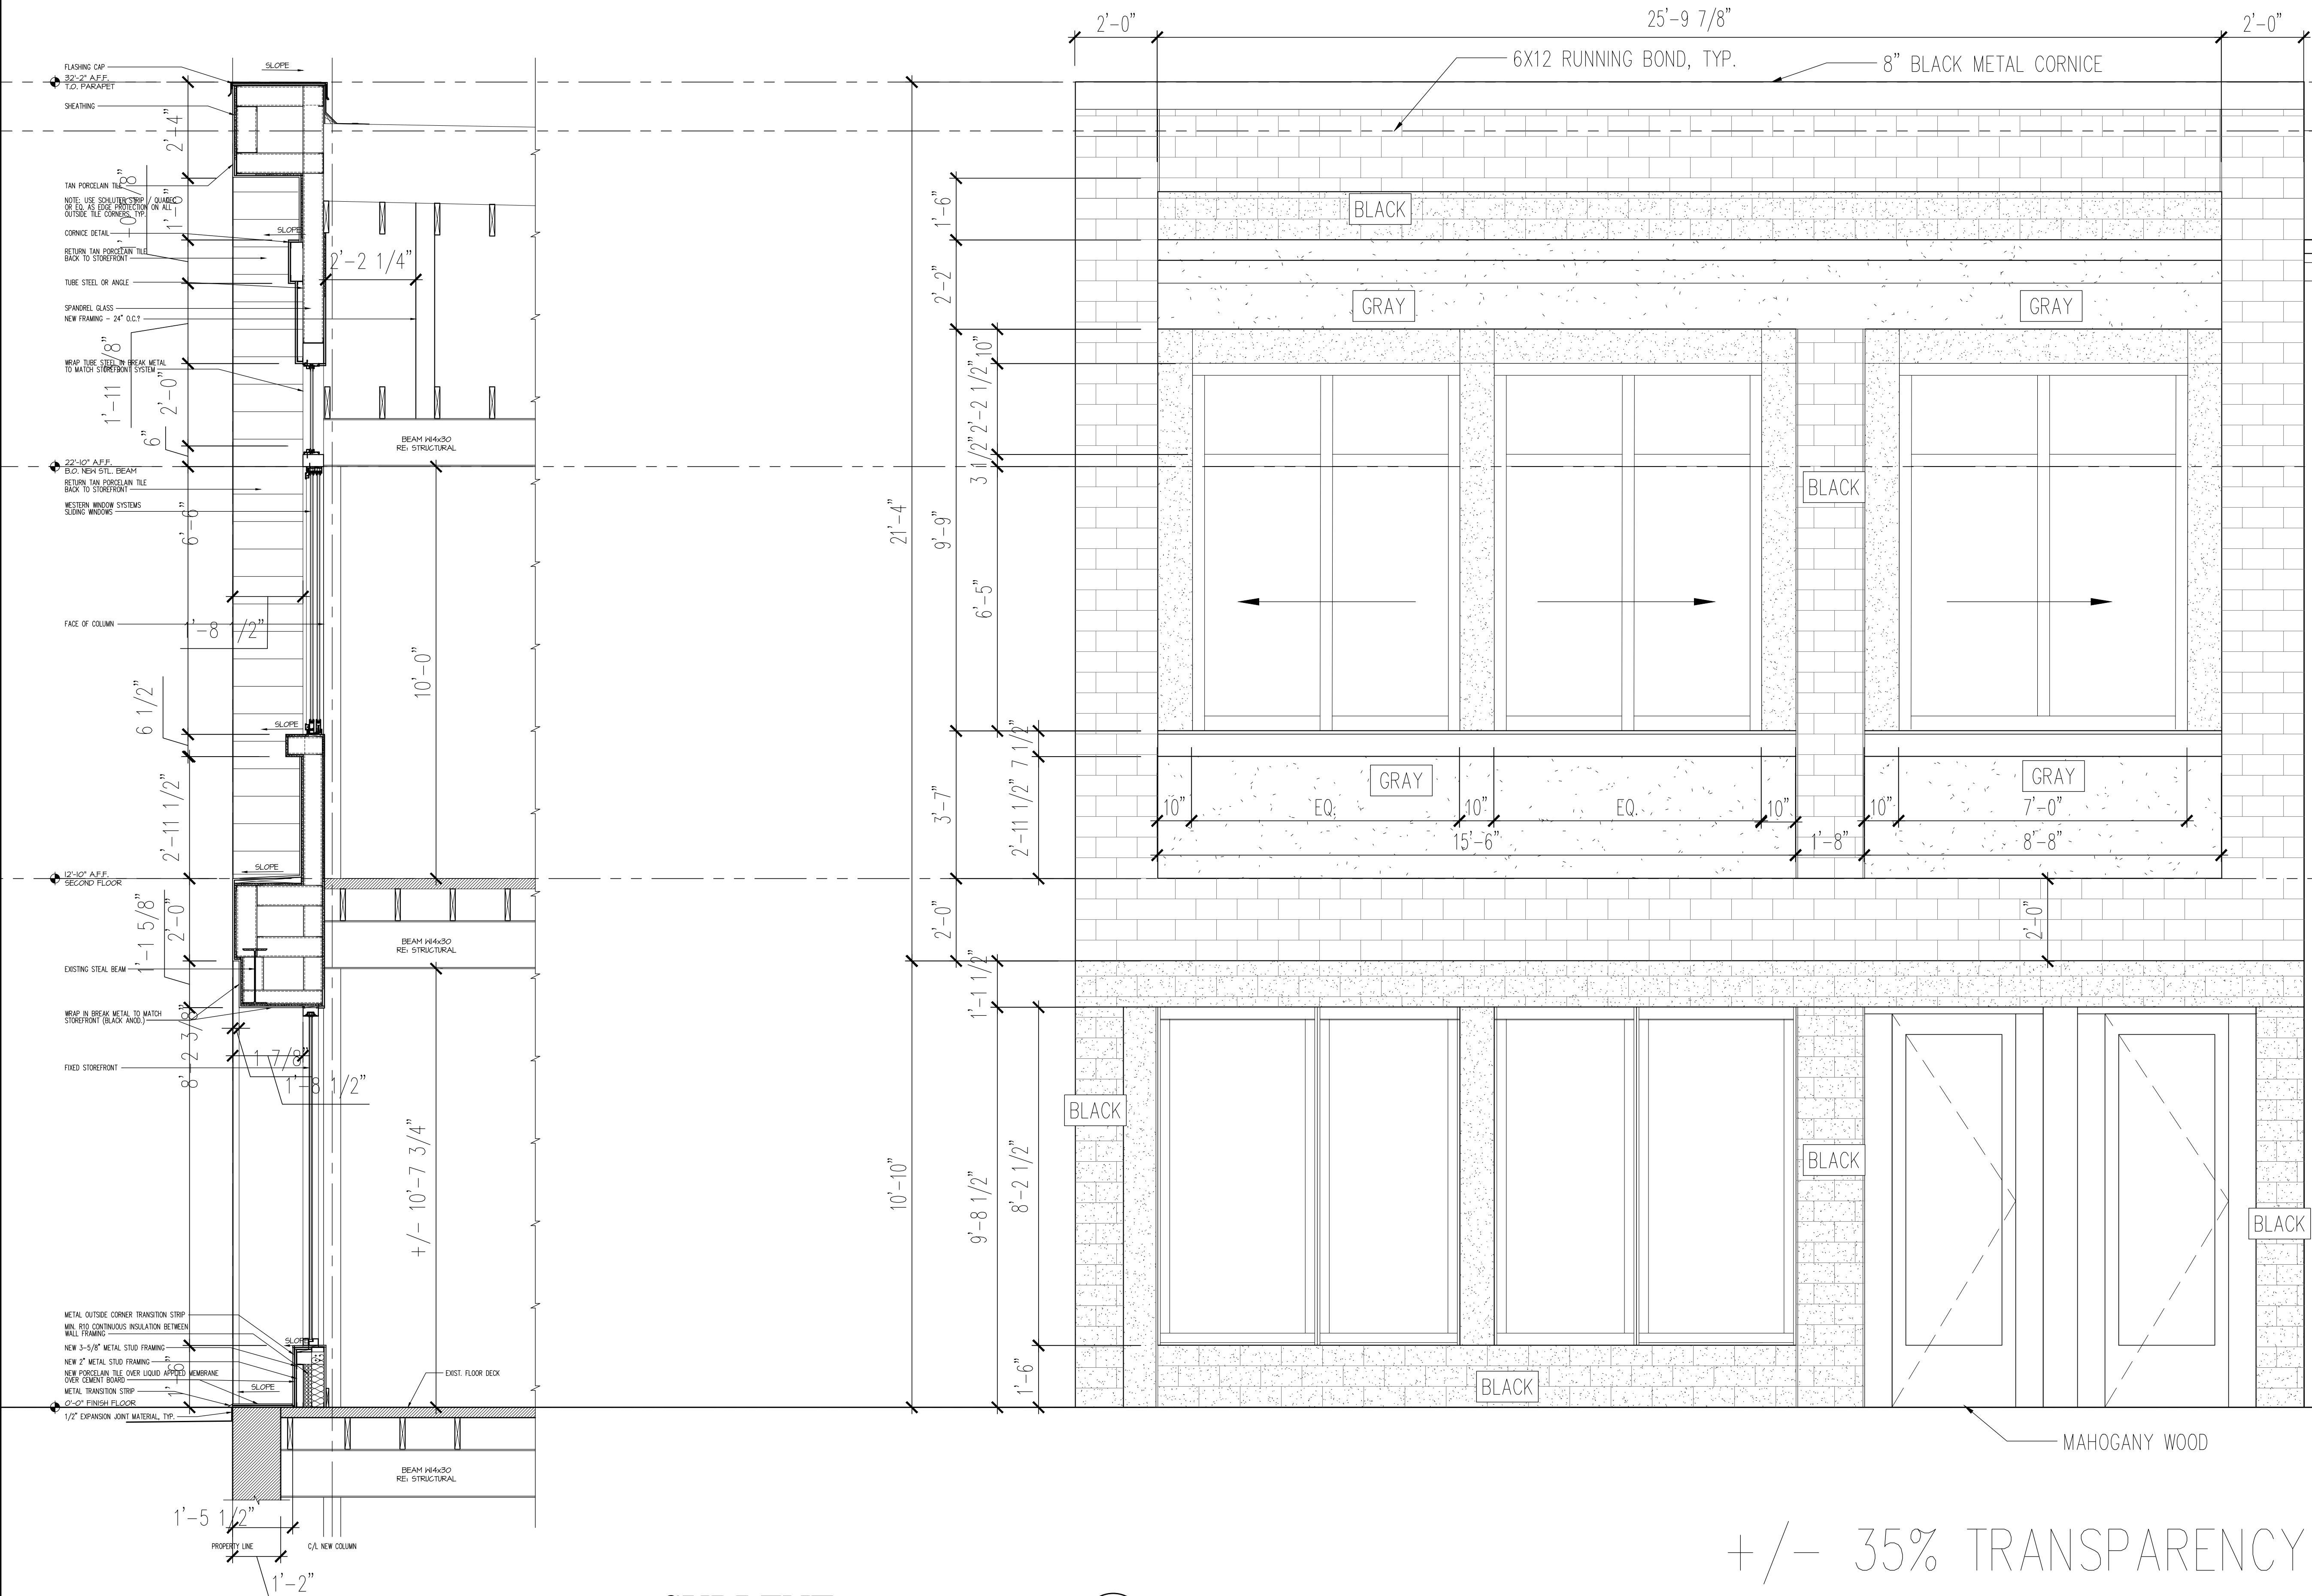 FLASHING CAP
32'-2" A.F.F.
T.O. PARAPET
SHEATHING
TAN PORCELAIN TILE
NOTE: USE SCHLUTER STRIP / QUADEC
OR EQ. AS EDGE PROTECTION ON ALL
OUTSIDE TILE CORNERS, TYP.
CORNICE DETAIL
RETURN TAN PORCELAIN TILE
BACK TO STOREFRONT
TUBE STEEL OR ANGLE
SPANDREL GLASS
NEW FRAMING - 24" O.C.?
WRAP TUBE STEEL IN BREAK METAL
TO MATCH STOREFRONT SYSTEM
22'-10" A.F.F.
B.O. NEW STL. BEAM
RETURN TAN PORCELAIN TILE
BACK TO STOREFRONT
WESTERN WINDOW SYSTEMS
SLIDING WINDOWS
FACE OF COLUMN
12'-10" A.F.F.
SECOND FLOOR
EXISTING STEAL BEAM
WRAP IN BREAK METAL TO MATCH
STOREFRONT (BLACK ANOD.)
FIXED STOREFRONT
METAL OUTSIDE CORNER TRANSITION STRIP
MIN. R10 CONTINUOUS INSULATION BETWEEN
WALL FRAMING
NEW 3-5/8" METAL STUD FRAMING
NEW 2" METAL STUD FRAMING
NEW PORCELAIN TILE OVER LIQUID APPLIED MEMBRANE
OVER CEMENT BOARD
METAL TRANSITION STRIP
0'-0" FINISH FLOOR
1/2" EXPANSION JOINT MATERIAL, TYP.
SLOPE
2'-4"
1'-6"
SLOPE
2'-2 1/4"
2'-0"
6"
BEAM W14x30
RE: STRUCTURAL
6'-6"
1'-8 1/2"
10'-0"
6 1/2"
SLOPE
2'-11 1/2"
SLOPE
1'-1 5/8"
2'-0"
BEAM W14x30
RE: STRUCTURAL
8'-2 3/8"
1 7/8"
1'-8 1/2"
+/- 10'-7 3/4"
SLOPE
1'-6"
SLOPE
EXIST. FLOOR DECK
BEAM W14x30
RE: STRUCTURAL
1'-5 1/2"
PROPERTY LINE
C/L NEW COLUMN
1'-2"
2'-0"
25'-9 7/8"
2'-0"
6X12 RUNNING BOND, TYP.
8" BLACK METAL CORNICE
1'-6"
BLACK
2'-2"
GRAY
GRAY
10"
2'-2 1/2"
3 1/2"
BLACK
21'-4"
9'-9"
6'-5"
7 1/2"
GRAY
GRAY
3'-7"
2'-11 1/2"
10"
EQ.
10"
EQ.
10"
10"
7'-0"
15'-6"
1'-8"
8'-8"
2'-0"
2'-0"
1'-1 1/2"
BLACK
BLACK
BLACK
10'-10"
9'-8 1/2"
8'-2 1/2"
1'-6"
BLACK
MAHOGANY WOOD
+/- 35% TRANSPARENCY